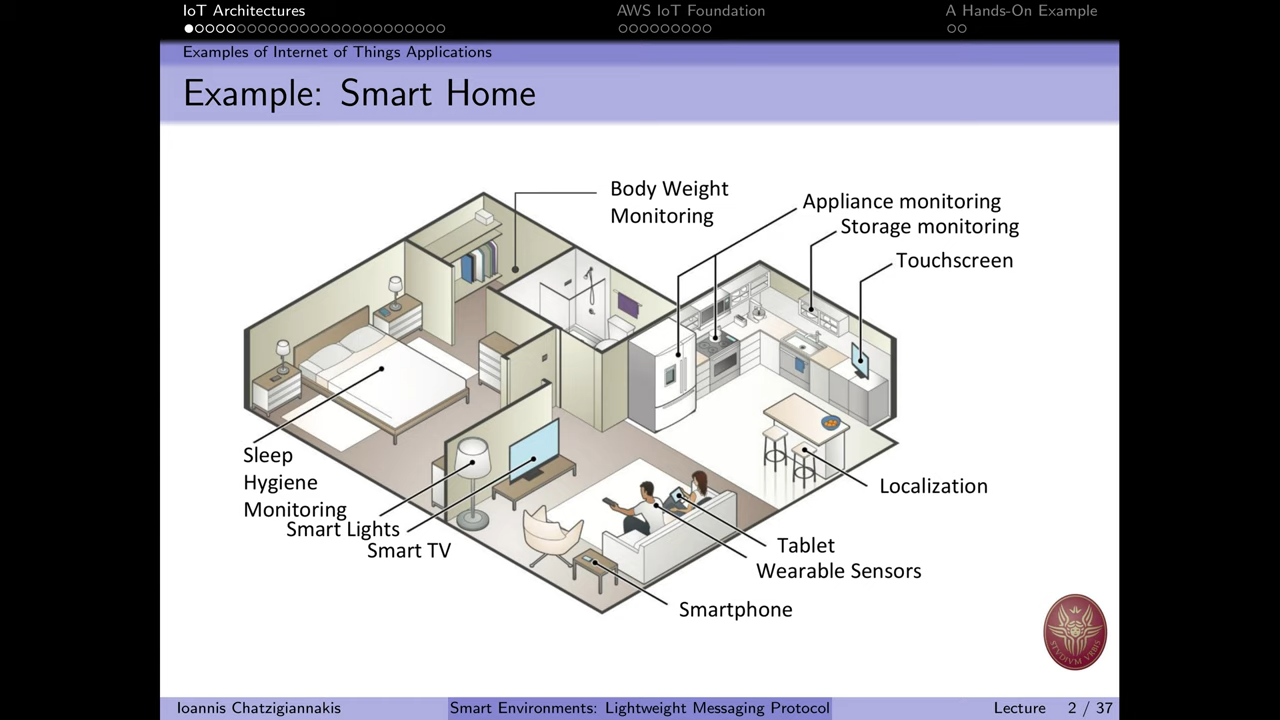 IoT Architectures
AWS IoT Foundation
A Hands-On Example
Examples of Internet of Things Applications
Example: Smart Home
Body Weight
Monitoring
Appliance monitoring
Storage monitoring
Touchscreen
Sleep
Hygiene
Monitoring
Smart Lights
Smart TV
Localization
Tablet
Wearable Sensors
Smartphone
STVDIVM VRBIS
Ioannis Chatzigiannakis
Smart Environments: Lightweight Messaging Protocol
Lecture 2 / 37